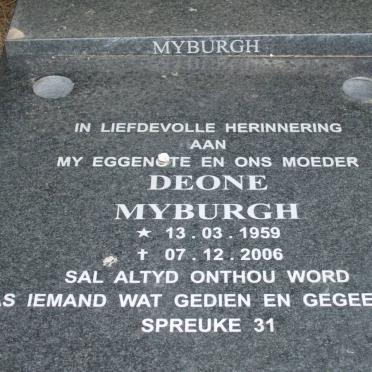 MYBURGH
IN LIEFDEVOLLE HERINNERING
AAN
MY EGGENOTE EN ONS MOEDER
DEONE
MYBURGH
★ 13 . 03 . 1959
✝ 07 . 12 . 2006
SAL ALTYD ONTHOU WORD
IEMAND WAT GEDIEN EN
SPREUKE 31